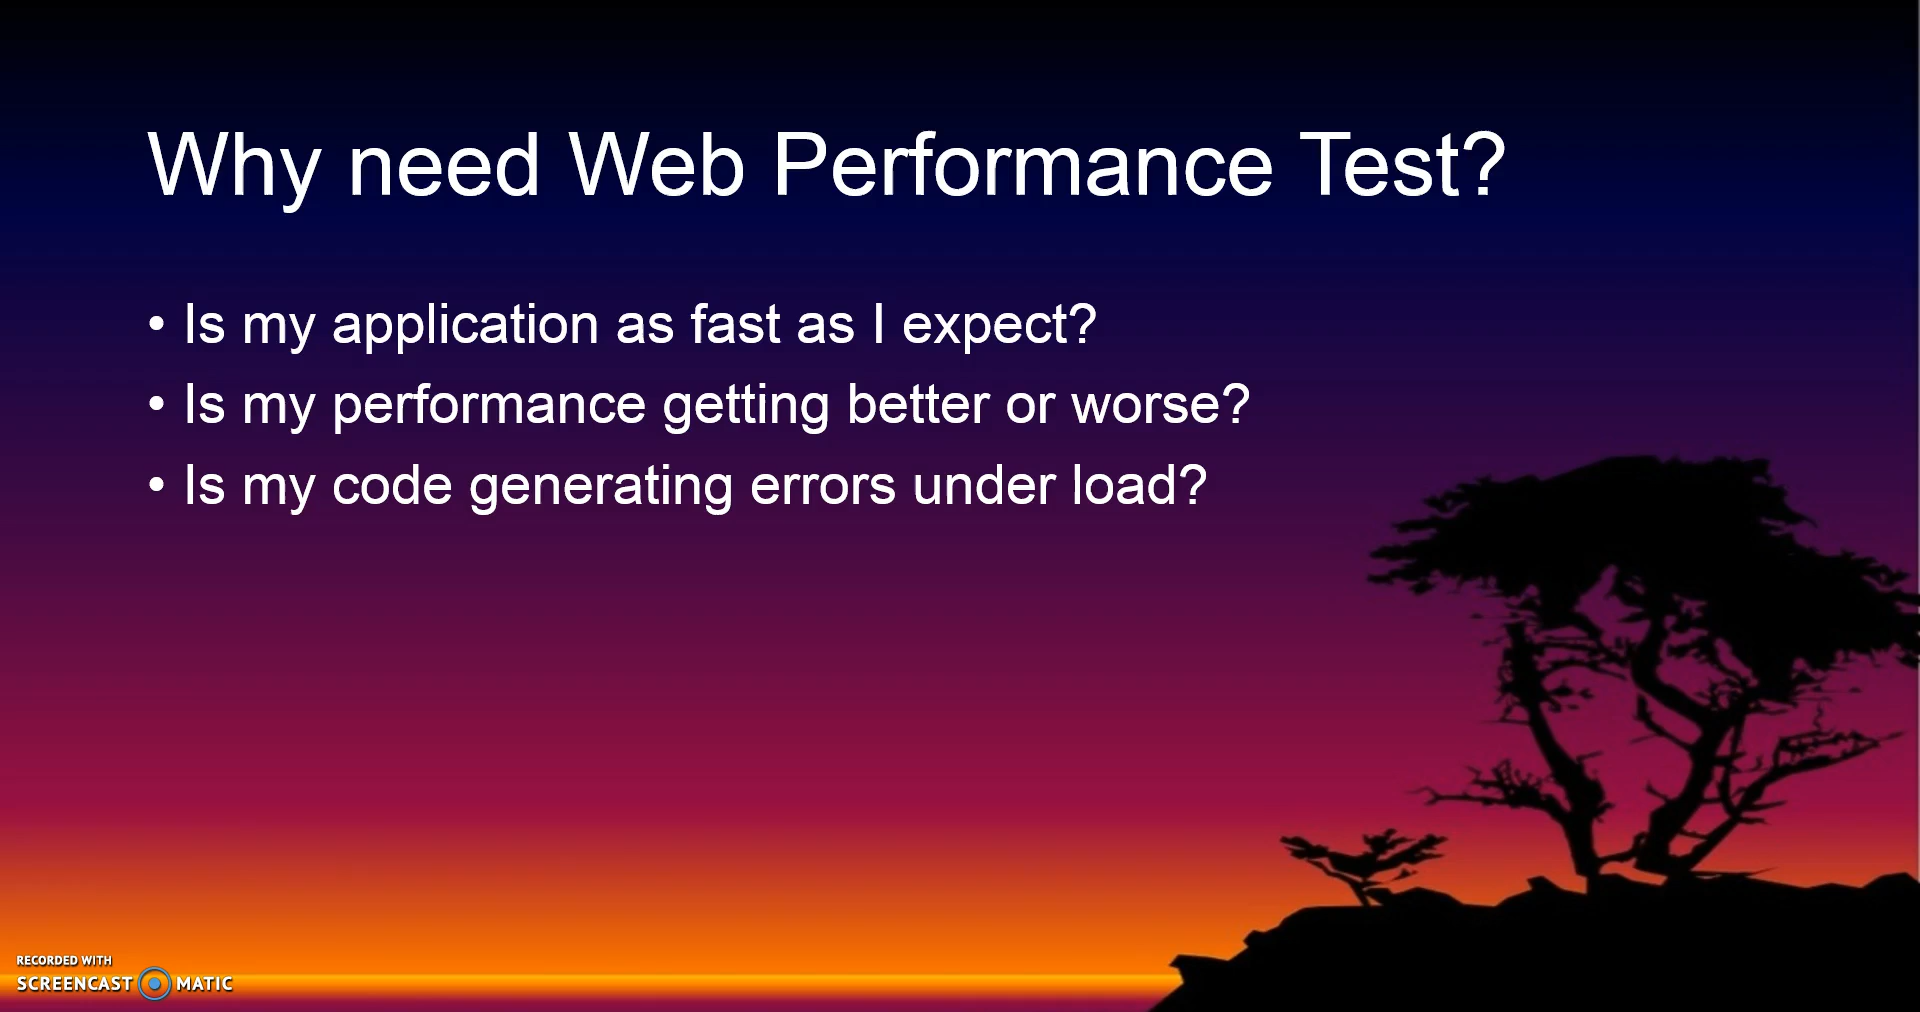 Why need Web Performance Test?
• Is my application as fast as I expect?
• Is my performance getting better or worse?
• Is my code generating errors under load?
RECORDED WITH
SCREENCAST MATIC